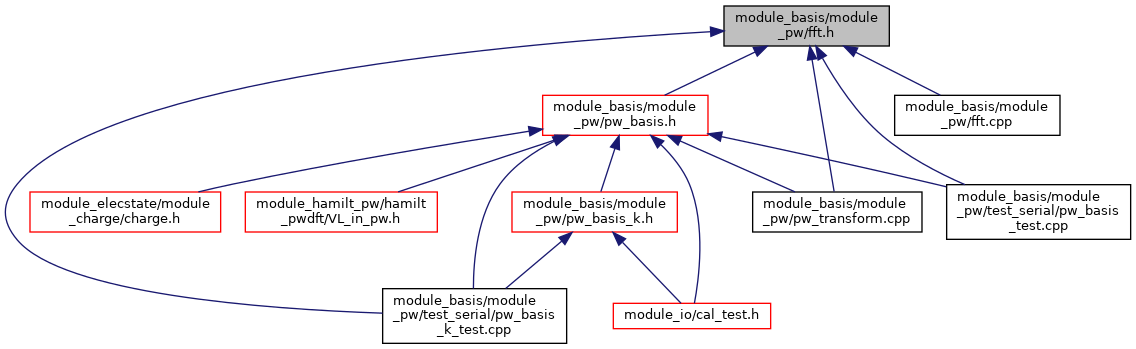 module_basis/module
_pw/fft.h
module_basis/module
_pw/pw_basis.h
module_basis/module
_pw/fft.cpp
module_elecstate/module
_charge/charge.h
module_hamilt_pw/hamilt
_pwdft/VL_in_pw.h
module_basis/module
_pw/pw_basis_k.h
module_basis/module
_pw/pw_transform.cpp
module_basis/module
_pw/test_serial/pw_basis
_test.cpp
module_basis/module
_pw/test_serial/pw_basis
_k_test.cpp
module_io/cal_test.h